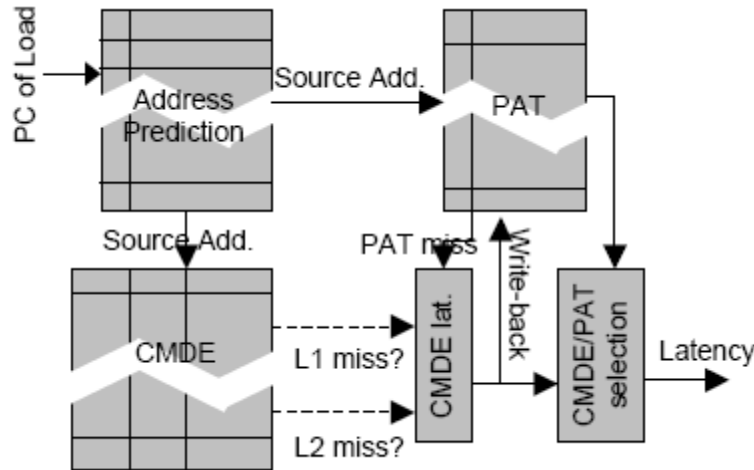 PC of Load
Address
Prediction
Source Add.
PAT
Source Add.
PAT miss
Write-back
CMDE
L1 miss?
L2 miss?
CMDE lat.
CMDE/PAT
selection
Latency